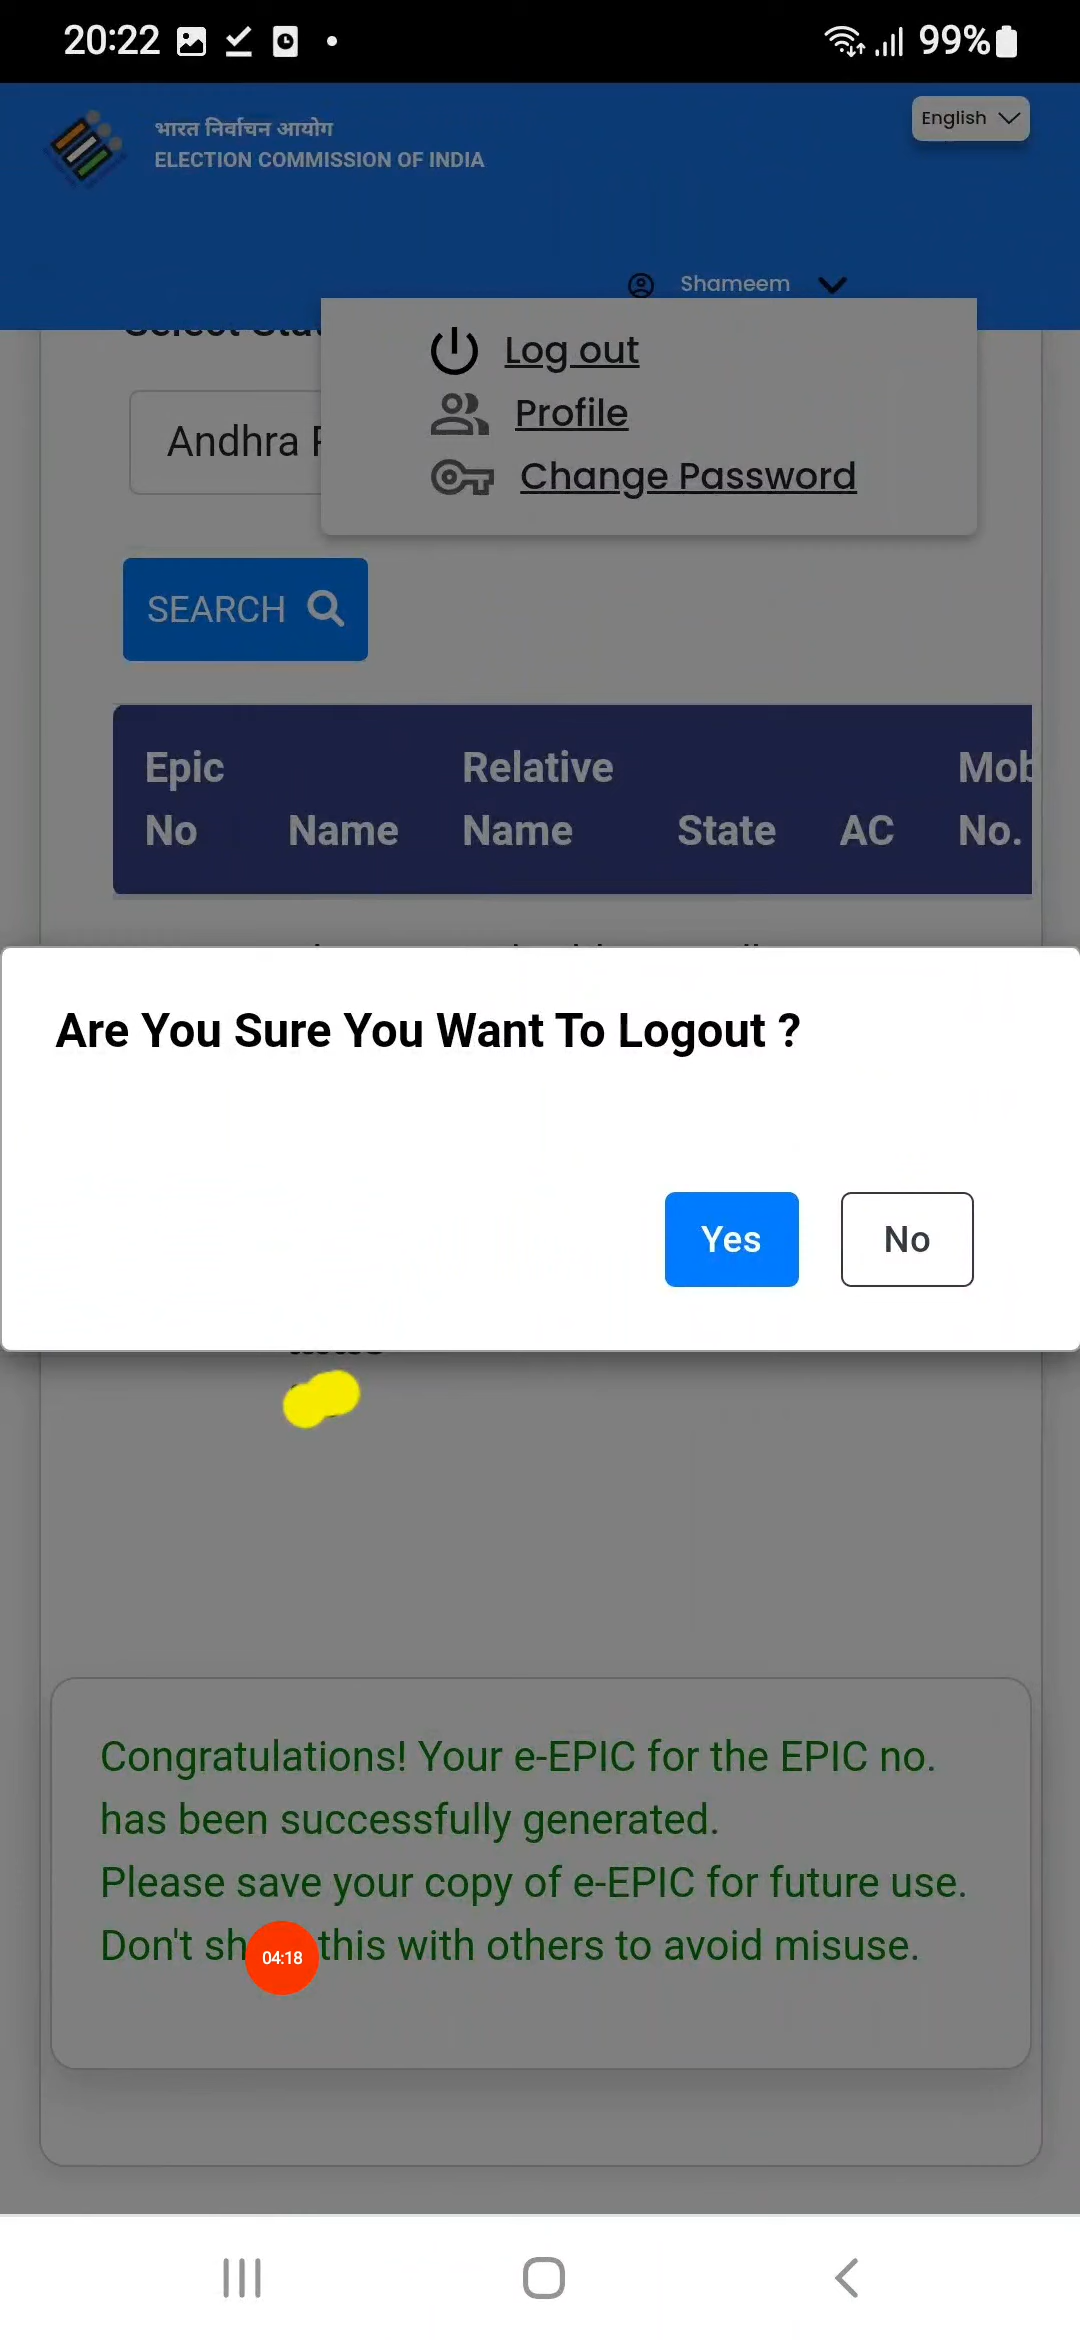 20:22
99%
भारत निर्वाचन आयोग
ELECTION COMMISSION OF INDIA
English
Shameem
Log out
Profile
Change Password
Andhra
SEARCH
Epic No
Name
Relative Name
State
AC
Mob No.
Are You Sure You Want To Logout ?
Yes
No
Congratulations! Your e-EPIC for the EPIC no.
has been successfully generated.
Please save your copy of e-EPIC for future use.
Don't sh this with others to avoid misuse.
04:18